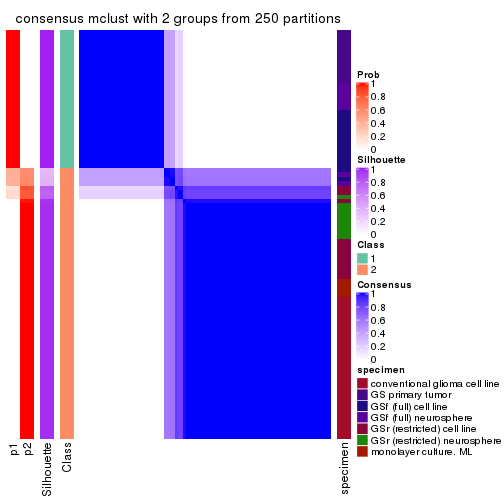 consensus mclust with 2 groups from 250 partitions
Prob
1
0.8
0.6
0.4
0.2
0
Silhouette
1
0.8
0.6
0.4
0.2
0
Class
1
2
Consensus
1
0.8
0.6
0.4
0.2
0
specimen
conventional glioma cell line
GS primary tumor
GSf (full) cell line
GSf (full) neurosphere
GSr (restricted) cell line
GSr (restricted) neurosphere
monolayer culture. ML
p1
p2
Silhouette
Class
specimen